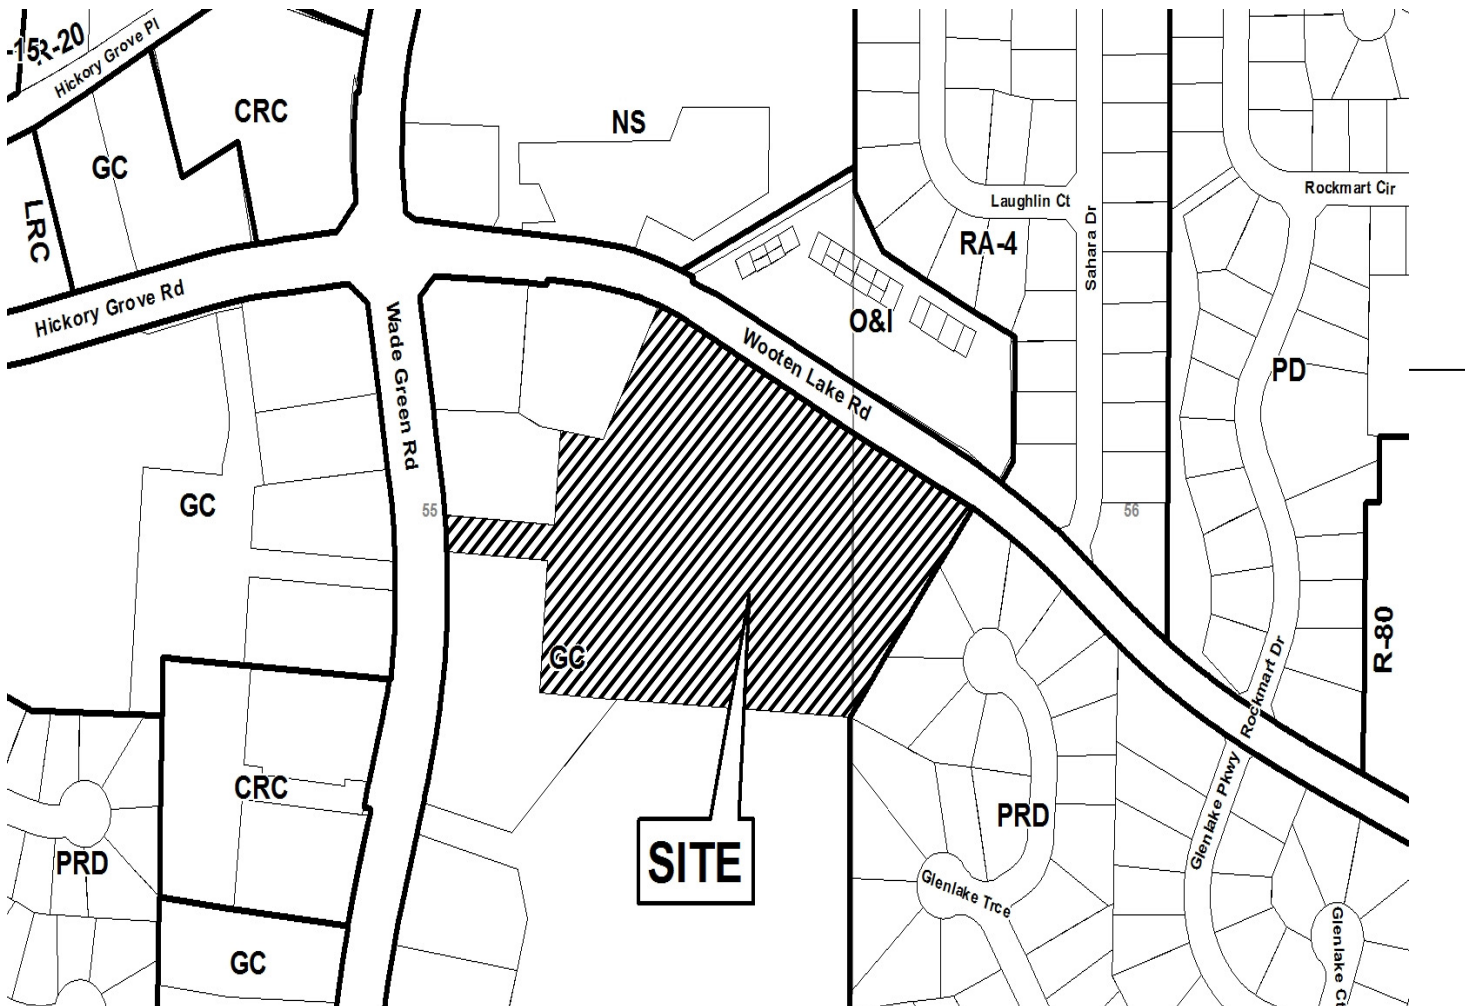 -15
R-20
Hickory Grove Pl
CRC
NS
GC
LRC
Laughlin Ct
Rockmart Cir
RA-4
Sahara Dr
Hickory Grove Rd
O&I
Wade Green Rd
Wooten Lake Rd
PD
GC
55
56
R-80
GC
Rockmart Dr
CRC
PRD
Glenlake Pkwy
PRD
SITE
Glenlake Trce
Glenlake Ct
GC